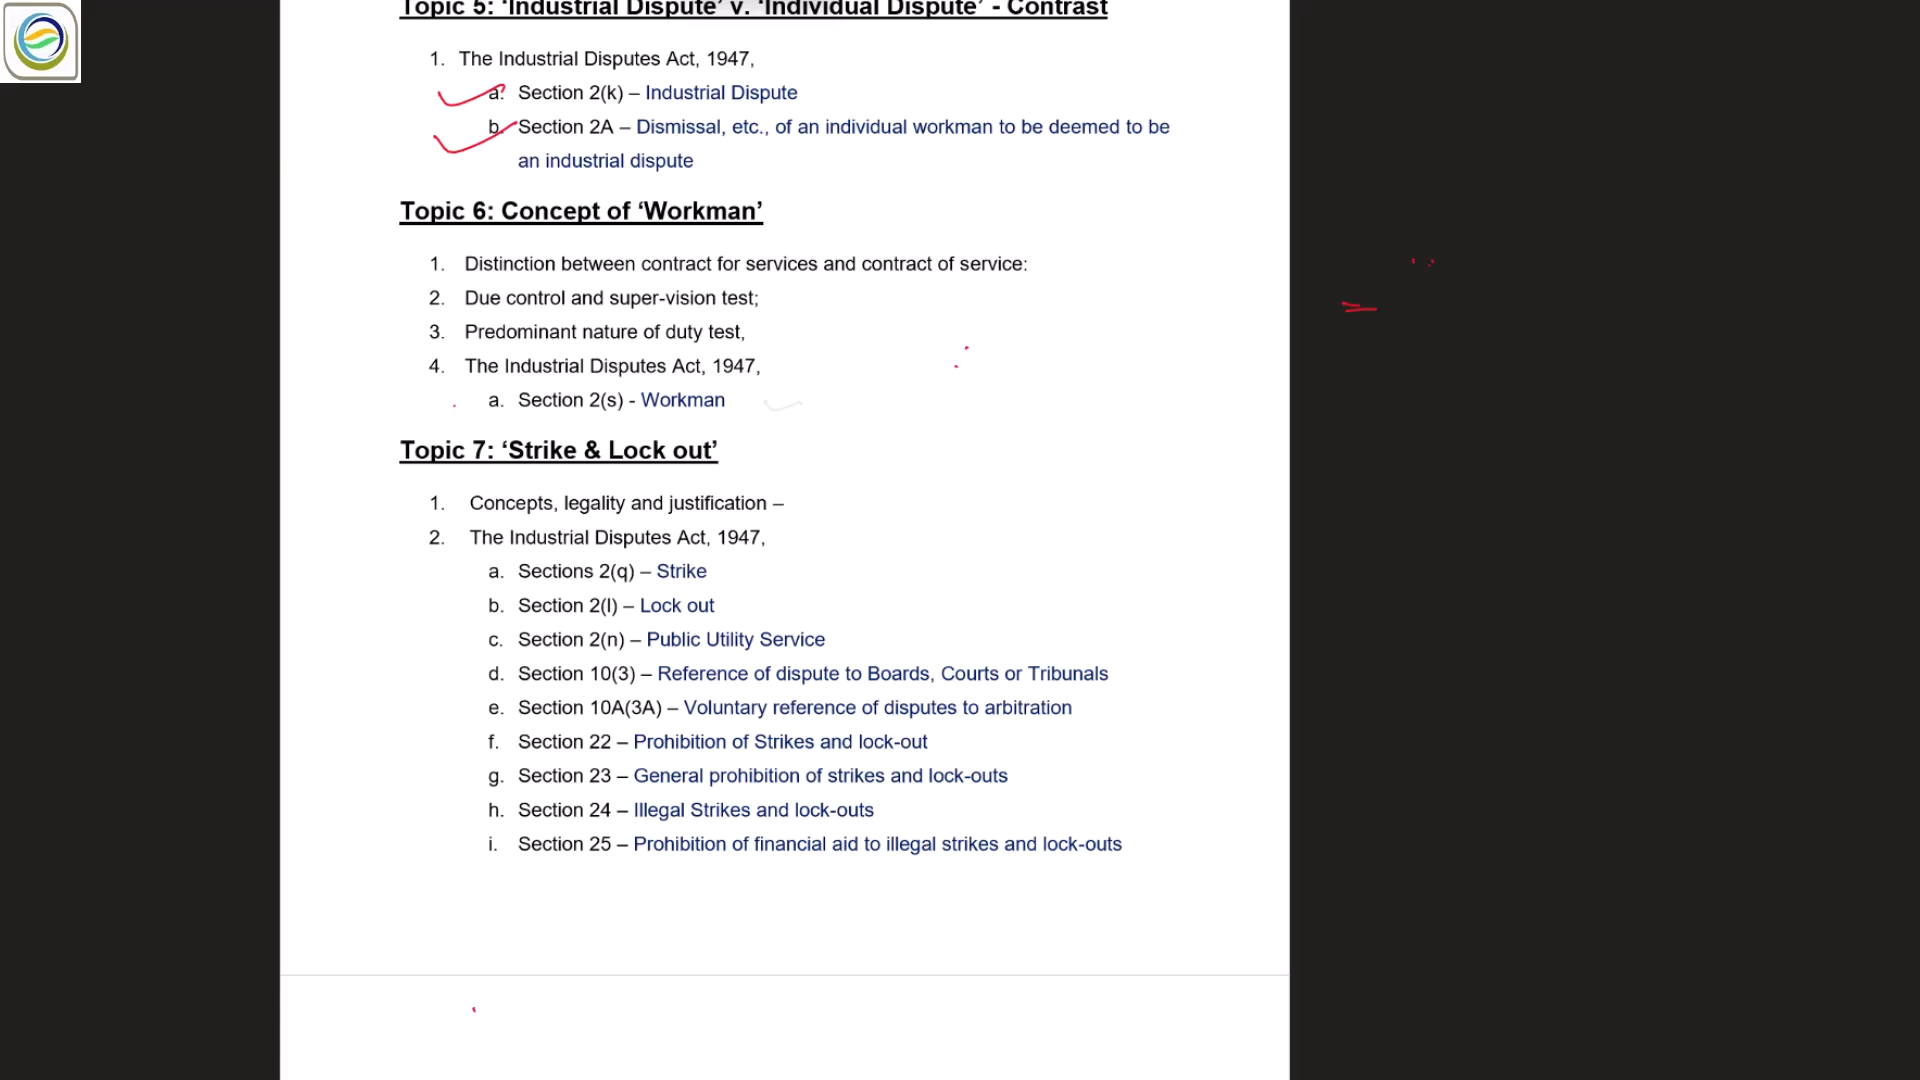 Topic 5: ‘Industrial Dispute’ v. ‘Individual Dispute’ - Contrast
1. The Industrial Disputes Act, 1947,
a. Section 2(k) – Industrial Dispute
b. Section 2A – Dismissal, etc., of an individual workman to be deemed to be
an industrial dispute
Topic 6: Concept of ‘Workman’
1. Distinction between contract for services and contract of service:
2. Due control and super-vision test;
3. Predominant nature of duty test,
4. The Industrial Disputes Act, 1947,
a. Section 2(s) - Workman
Topic 7: ‘Strike & Lock out’
1. Concepts, legality and justification –
2. The Industrial Disputes Act, 1947,
a. Sections 2(q) – Strike
b. Section 2(l) – Lock out
c. Section 2(n) – Public Utility Service
d. Section 10(3) – Reference of dispute to Boards, Courts or Tribunals
e. Section 10A(3A) – Voluntary reference of disputes to arbitration
f. Section 22 – Prohibition of Strikes and lock-out
g. Section 23 – General prohibition of strikes and lock-outs
h. Section 24 – Illegal Strikes and lock-outs
i. Section 25 – Prohibition of financial aid to illegal strikes and lock-outs